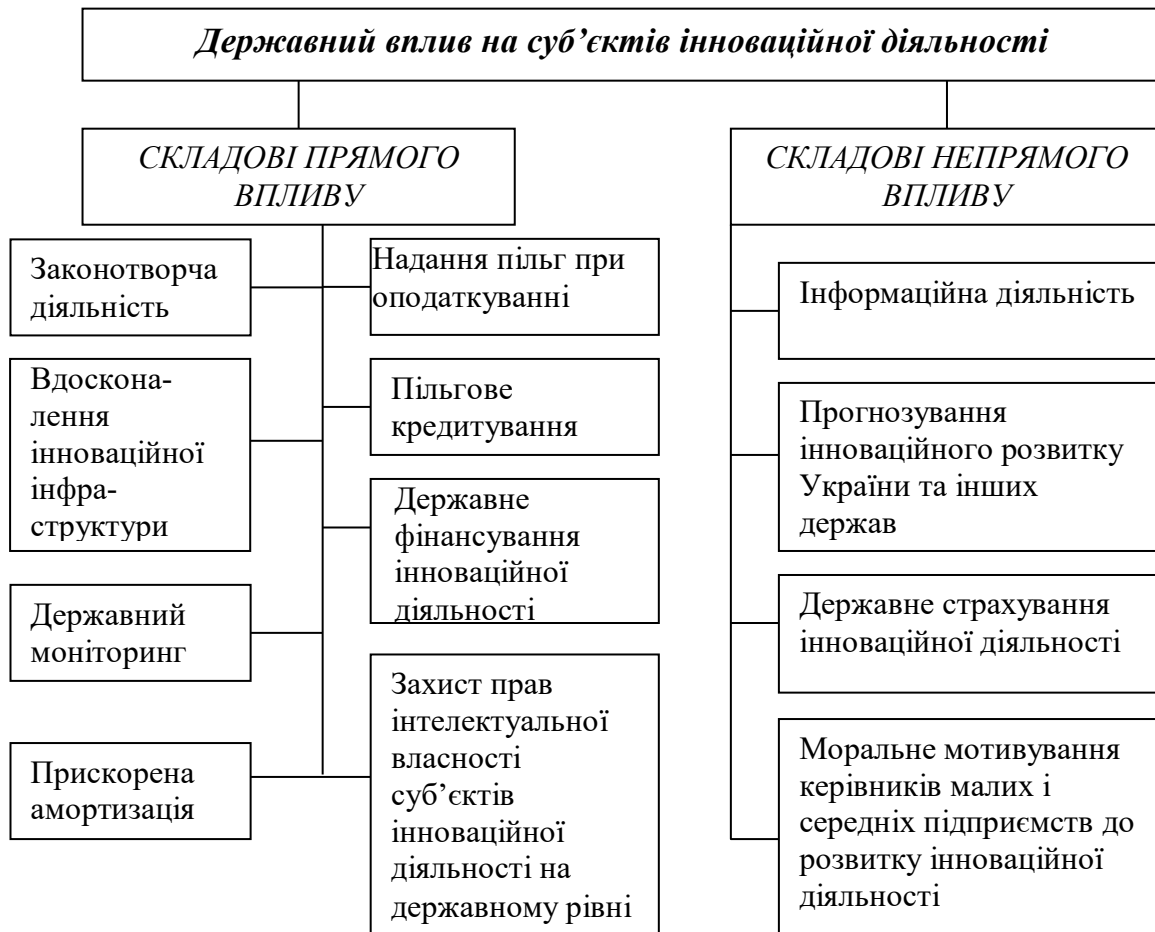 Державний вплив на суб’єктів інноваційної діяльності
СКЛАДОВІ ПРЯМОГО
ВПЛИВУ
СКЛАДОВІ НЕПРЯМОГО
ВПЛИВУ
Законотворча
діяльність
Вдоскона-
лення
інноваційної
інфра-
структури
Державний
моніторинг
Прискорена
амортизація
Надання пільг при
оподаткуванні
Пільгове
кредитування
Державне
фінансування
інноваційної
діяльності
Захист прав
інтелектуальної
власності
суб’єктів
інноваційної
діяльності на
державному рівні
Інформаційна діяльність
Прогнозування
інноваційного розвитку
України та інших
держав
Державне страхування
інноваційної діяльності
Моральне мотивування
керівників малих і
середніх підприємств до
розвитку інноваційної
діяльності